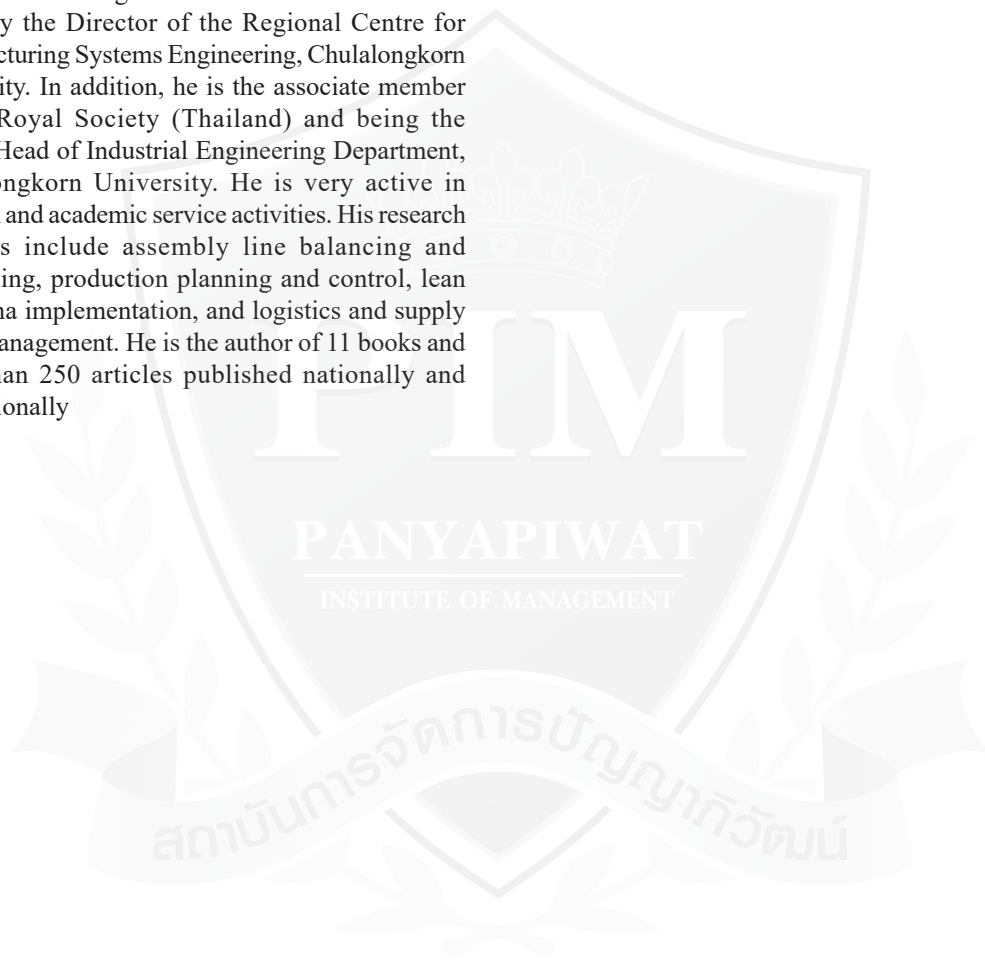 y the Director of the Regional Centre for
cturing Systems Engineering, Chulalongkorn
ity. In addition, he is the associate member
Royal Society (Thailand) and being the
Head of Industrial Engineering Department,
ongkorn University. He is very active in
and academic service activities. His research
s include assembly line balancing and
ing, production planning and control, lean
ma implementation, and logistics and supply
anagement. He is the author of 11 books and
an 250 articles published nationally and
ionally
PIM
PANYAPIWAT
INSTITUTE OF MANAGEMENT
สถาบันการจัดการปัญญาภิวัฒน์